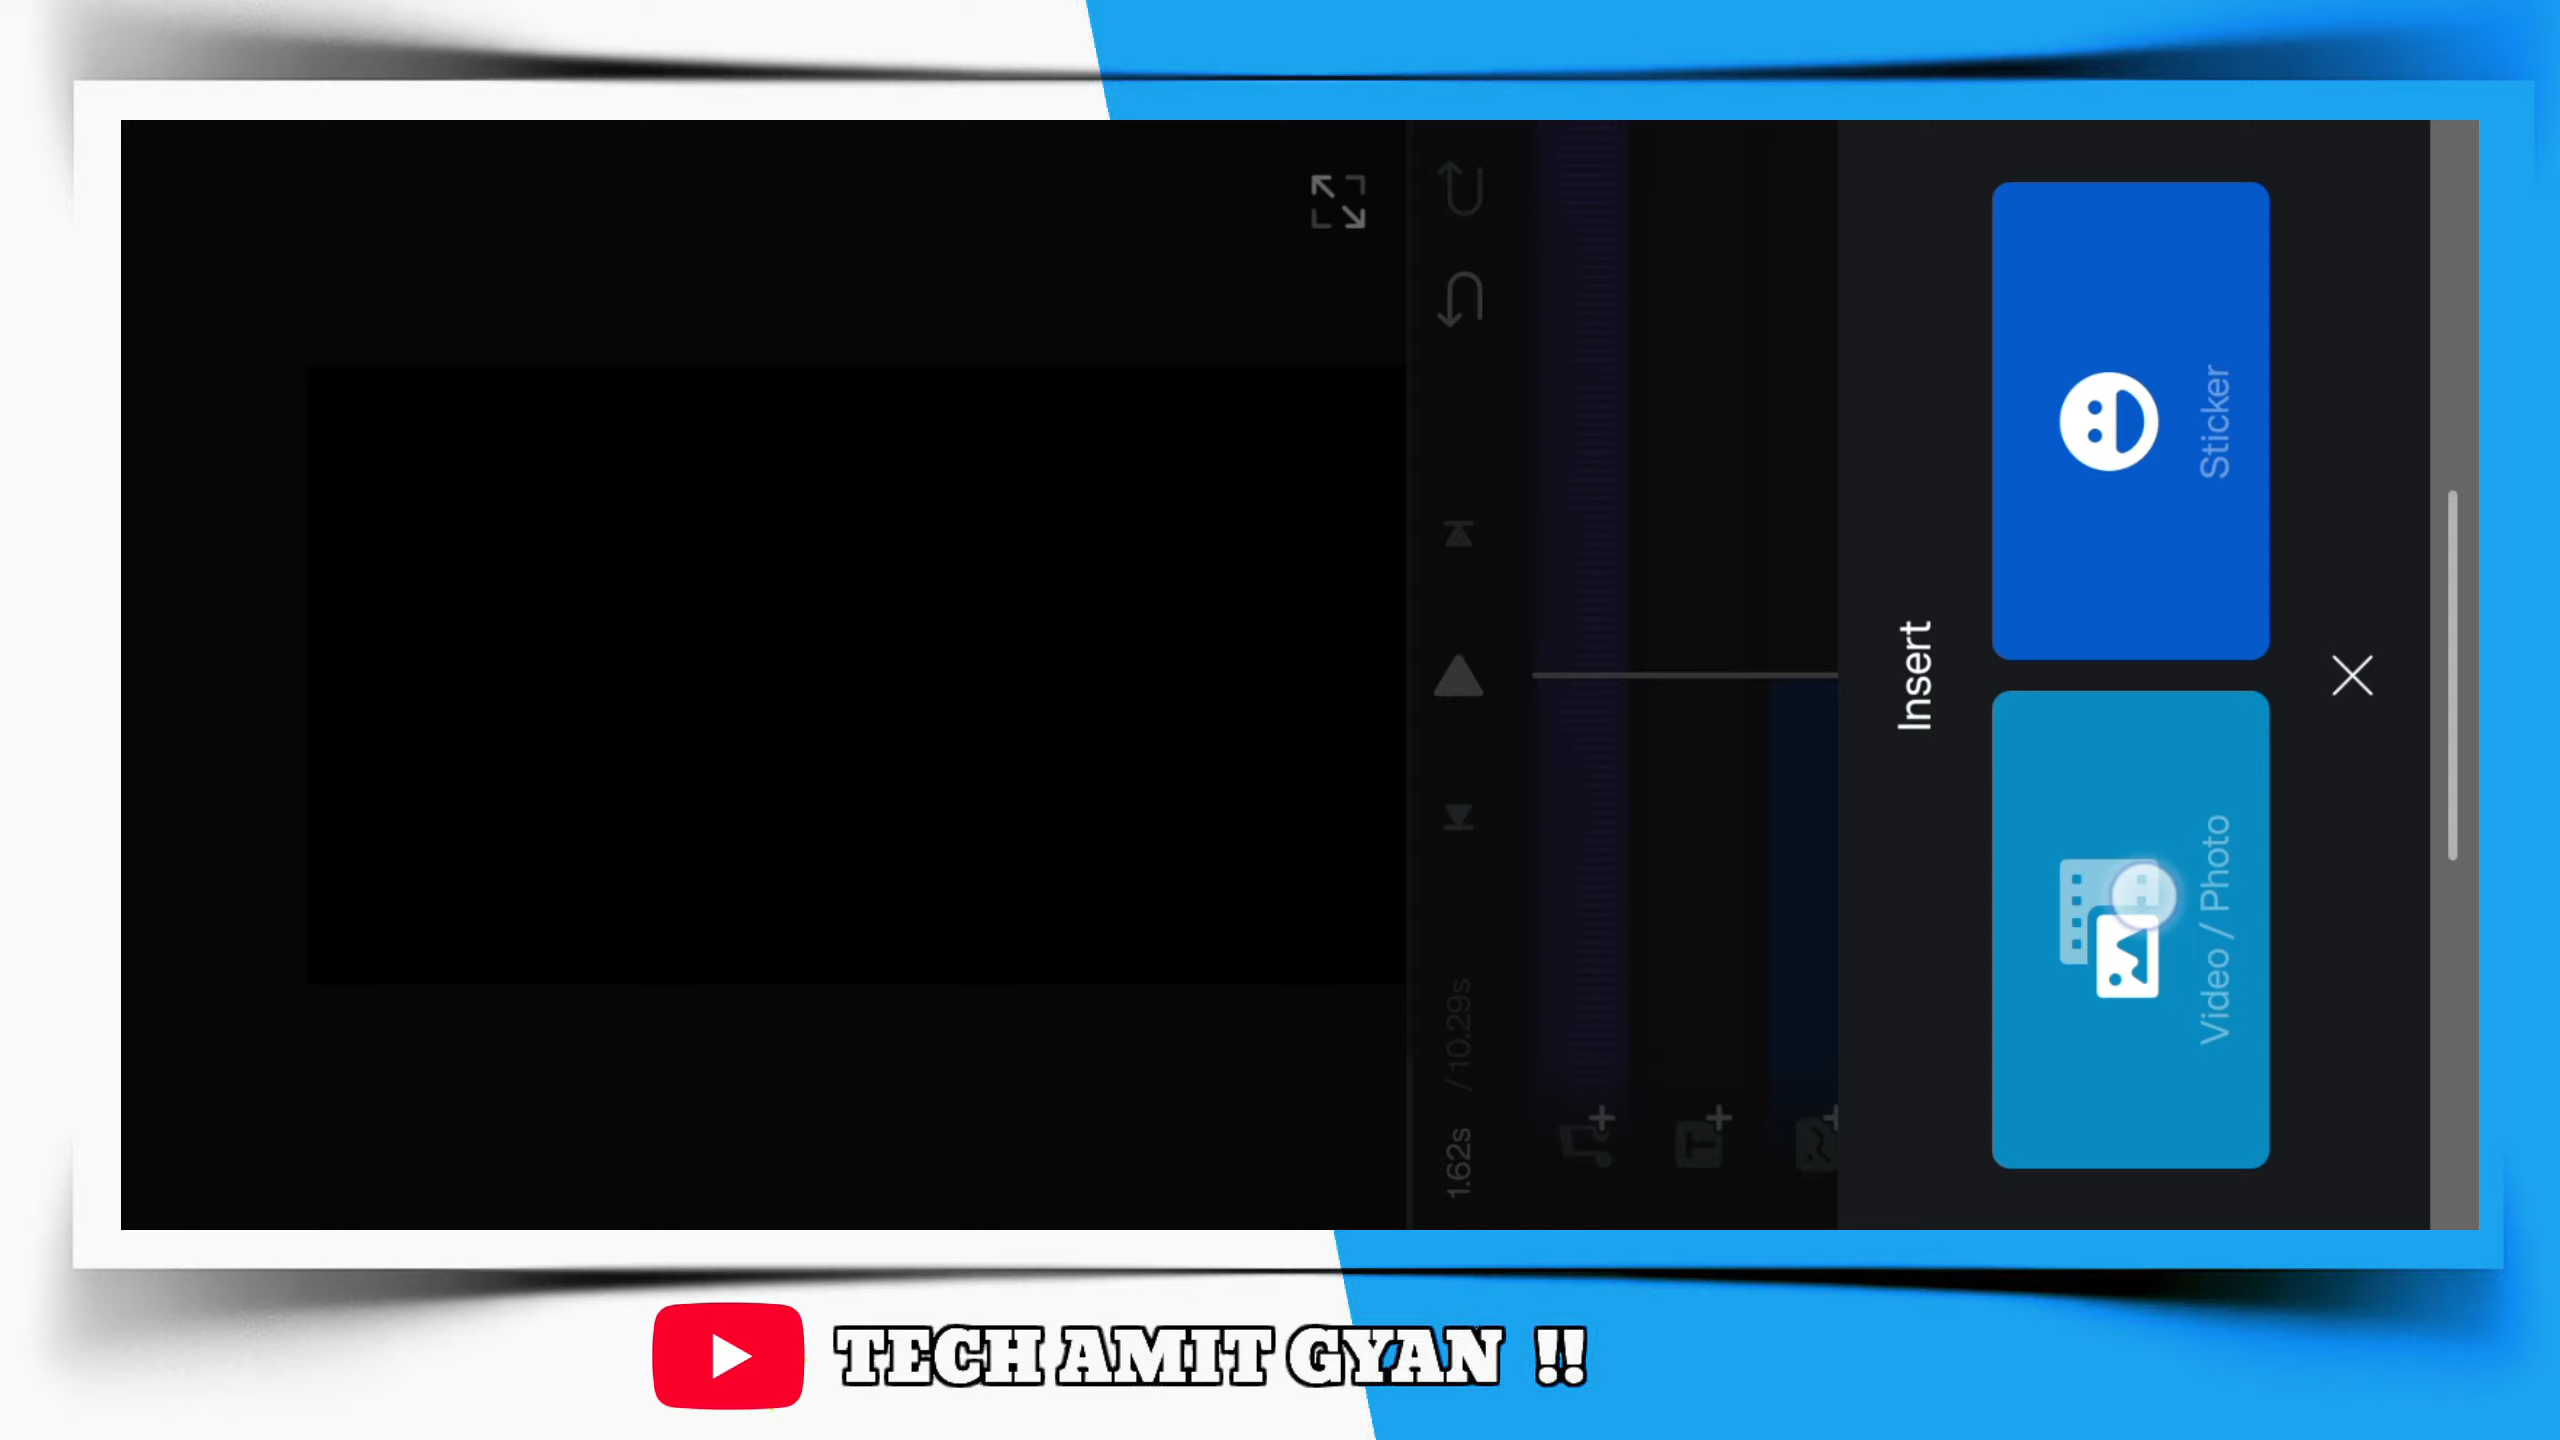 1.62s /10.29s
Insert
Video / Photo
Sticker
TECH AMIT GYAN !!